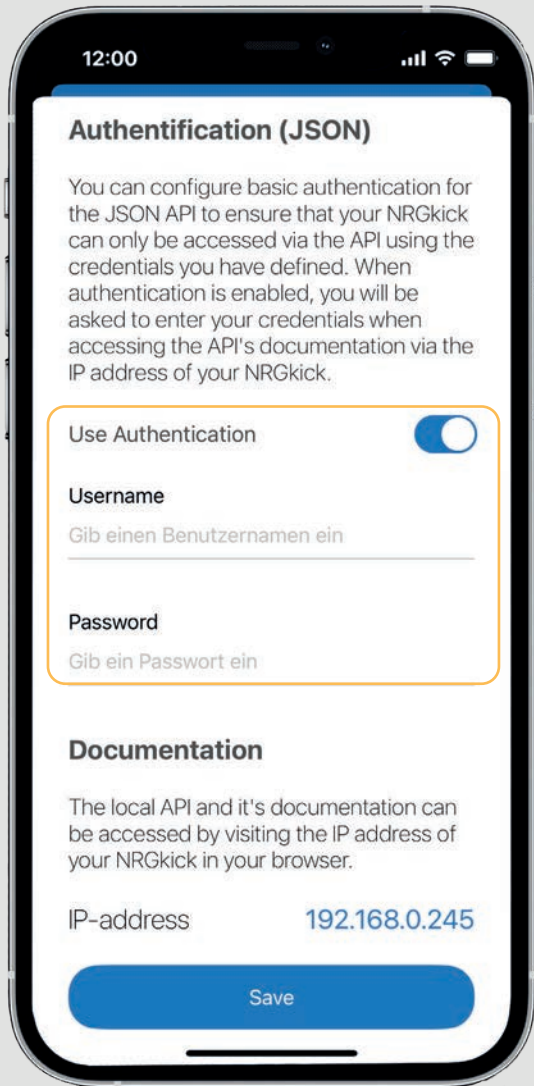 12:00
Authentification (JSON)
You can configure basic authentication for
the JSON API to ensure that your NRGkick
can only be accessed via the API using the
credentials you have defined. When
authentication is enabled, you will be
asked to enter your credentials when
accessing the API's documentation via the
IP address of your NRGkick.
Use Authentication
Username
Gib einen Benutzernamen ein
Password
Gib ein Passwort ein
Documentation
The local API and it's documentation can
be accessed by visiting the IP address of
your NRGkick in your browser.
IP-address 192.168.0.245
Save